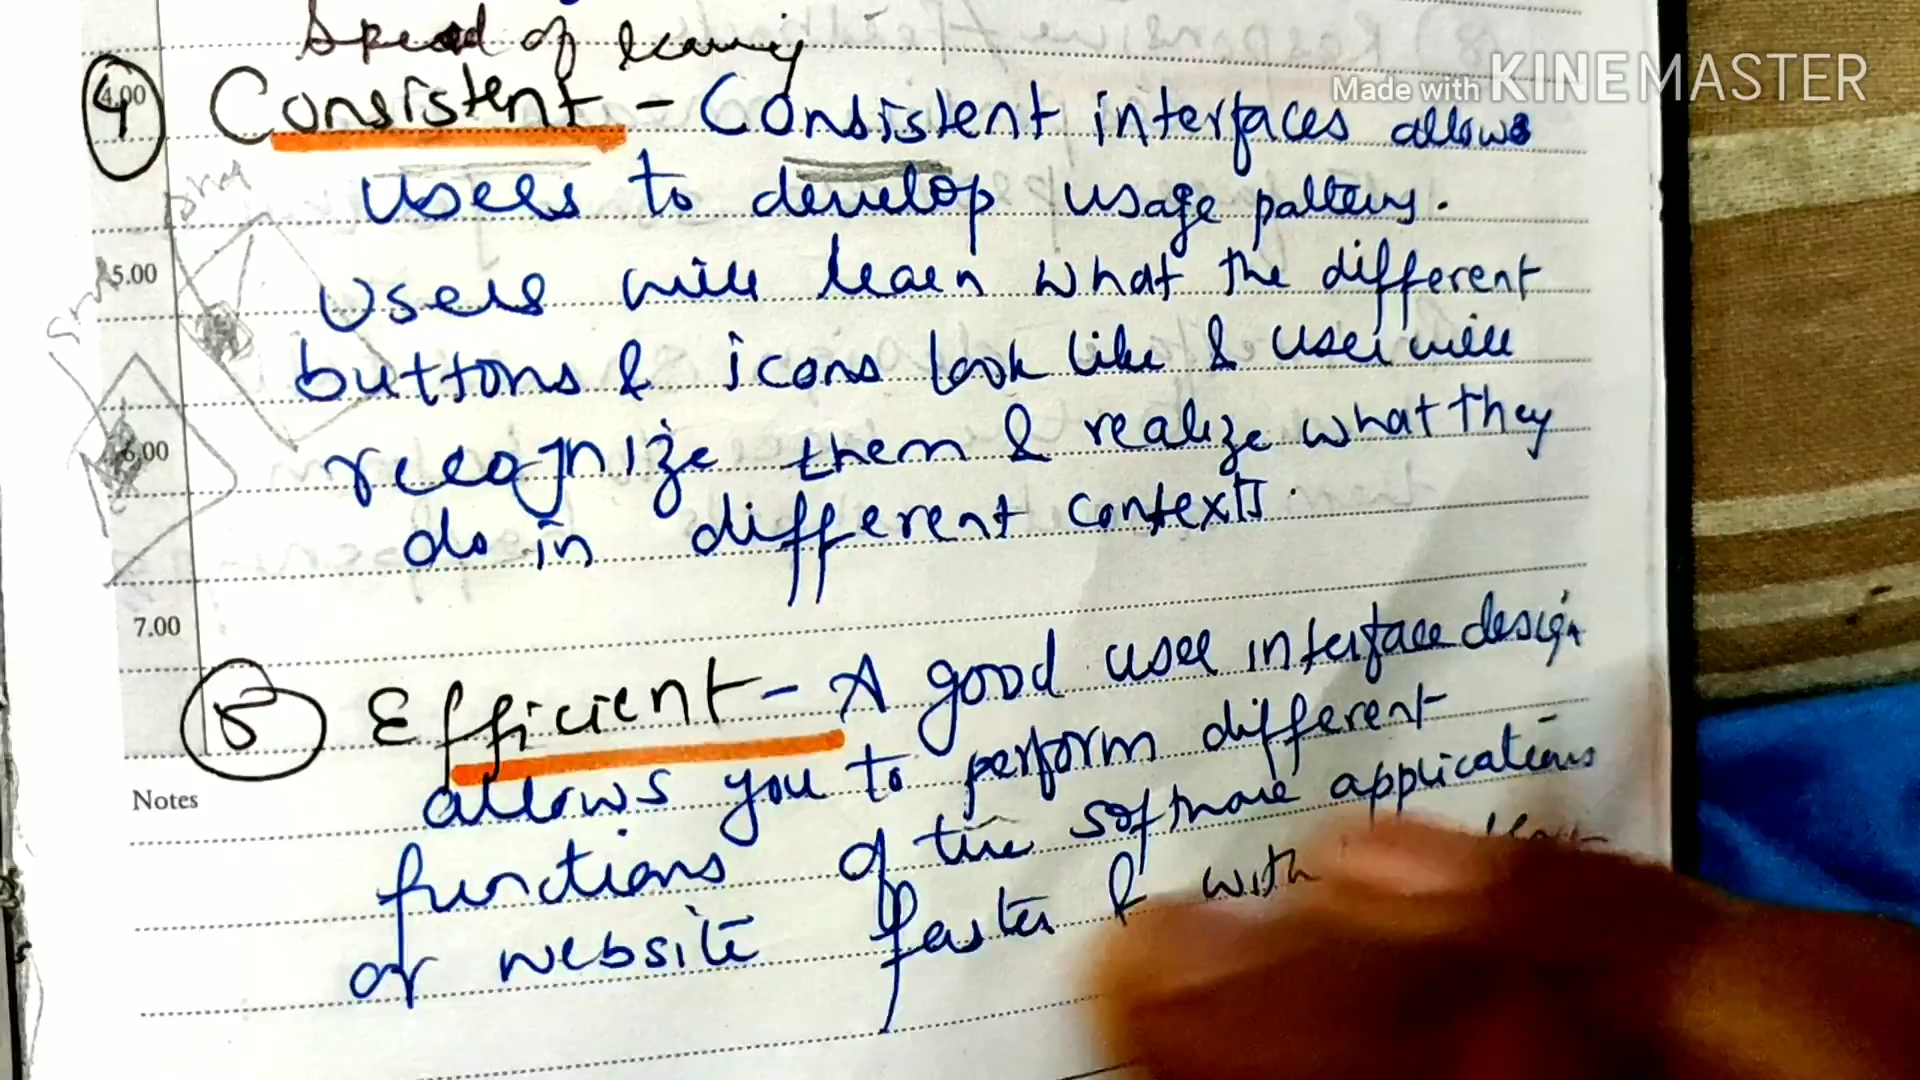 Speed of learning
Made with KINEMASTER
4.00
④ Consistent - Consistent interfaces allows
users to develop usage patterns.
5.00
Users will learn what the different
buttons & icons look like & user will
6.00
recognize them & realize what they
do in different contexts.
7.00
⑤ Efficient - A good user interface design
allows you to perform different
Notes
functions of the software applications
or website faster & with